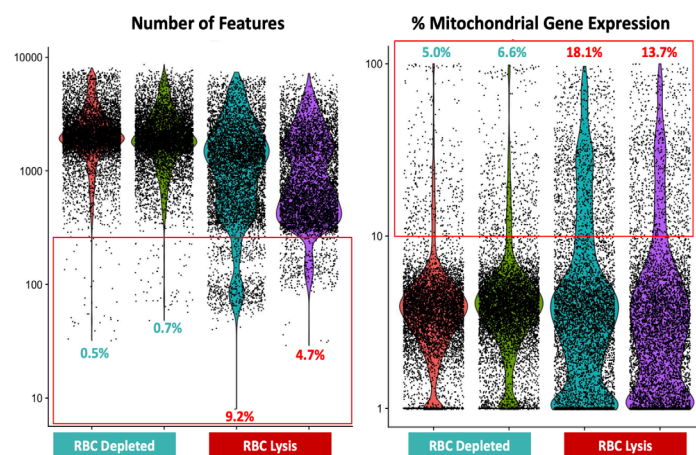 Number of Features
10000
1000
100
10
0.5%
0.7%
9.2%
4.7%
RBC Depleted
RBC Lysis
% Mitochondrial Gene Expression
100
10
1
5.0%
6.6%
18.1%
13.7%
RBC Depleted
RBC Lysis